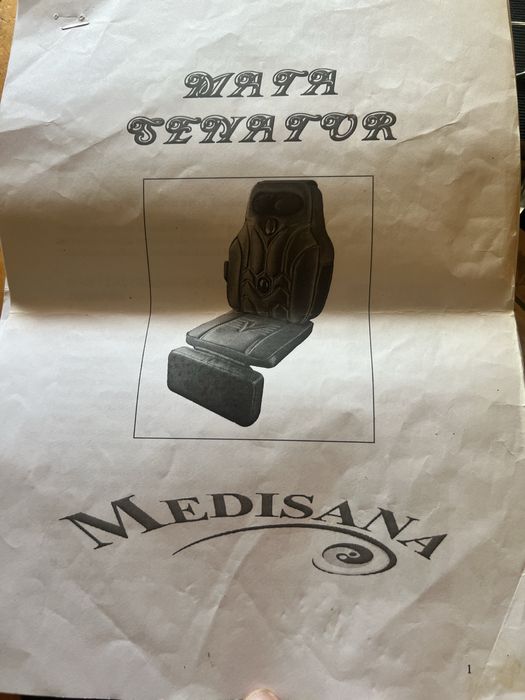 MATA
SENATOR
MEDISANA
1